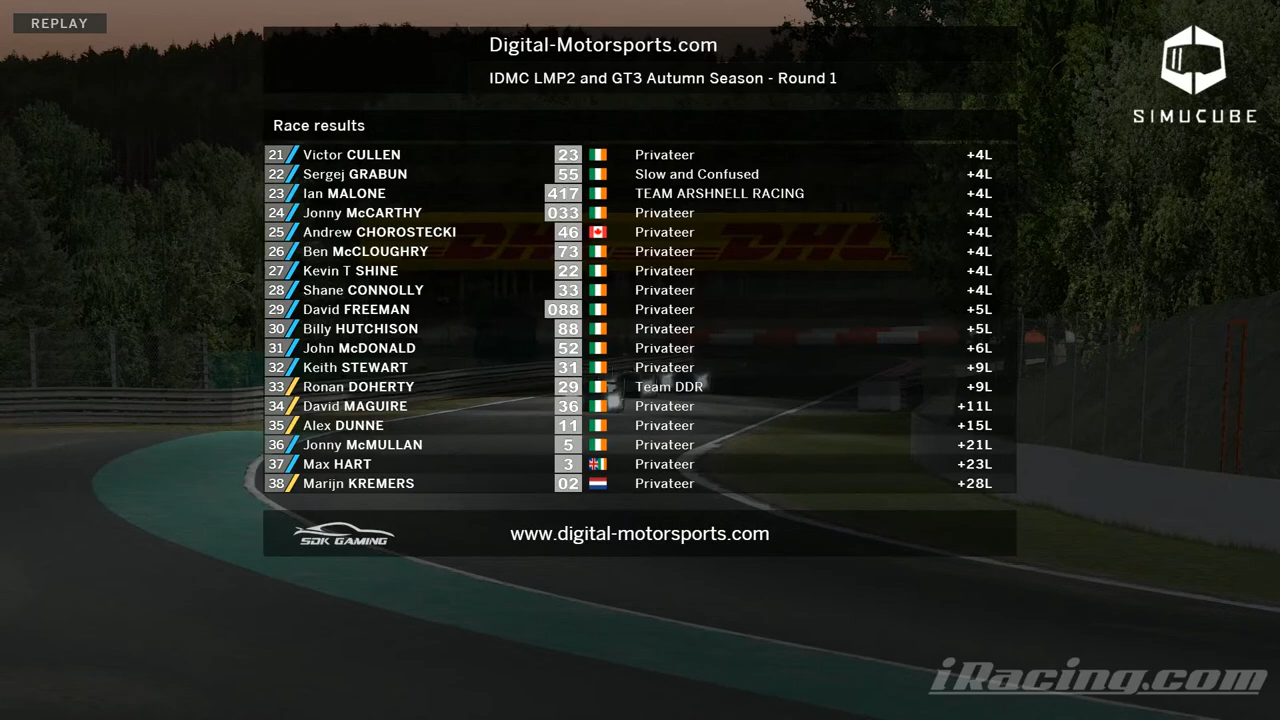 REPLAY
Digital-Motorsports.com
IDMC LMP2 and GT3 Autumn Season - Round 1
SIMUCUBE
Race results
21 Victor CULLEN 23 Privateer +4L
22 Sergej GRABUN 55 Slow and Confused +4L
23 Ian MALONE 417 TEAM ARSHNELL RACING +4L
24 Jonny McCARTHY 033 Privateer +4L
25 Andrew CHOROSTECKI 46 Privateer +4L
26 Ben McCLOUGHRY 73 Privateer +4L
27 Kevin T SHINE 22 Privateer +4L
28 Shane CONNOLLY 33 Privateer +4L
29 David FREEMAN 088 Privateer +5L
30 Billy HUTCHISON 88 Privateer +5L
31 John McDONALD 52 Privateer +6L
32 Keith STEWART 31 Privateer +9L
33 Ronan DOHERTY 29 Team DDR +9L
34 David MAGUIRE 36 Privateer +11L
35 Alex DUNNE 11 Privateer +15L
36 Jonny McMULLAN 5 Privateer +21L
37 Max HART 3 Privateer +23L
38 Marijn KREMERS 02 Privateer +28L
DHL DHL
SDK GAMING
www.digital-motorsports.com
iRacing.com